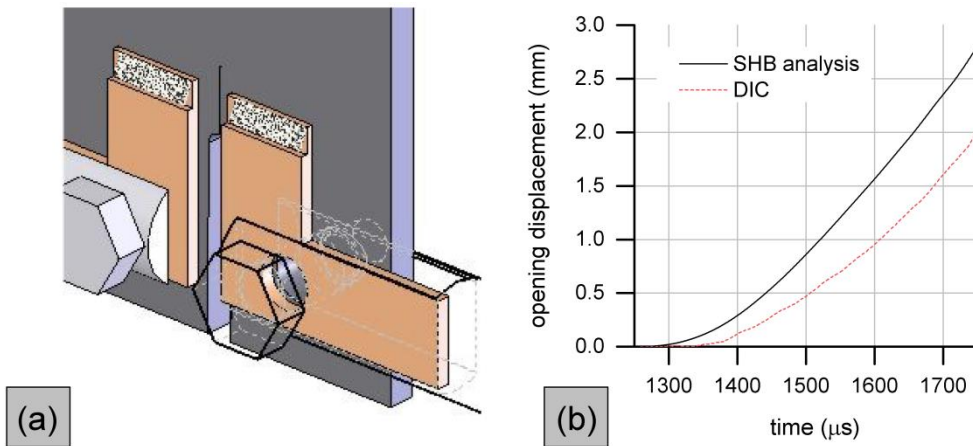 (a)
opening displacement (mm)
3.0
2.5
2.0
1.5
1.0
0.5
0.0
SHB analysis
DIC
1300 1400 1500 1600 1700
time (μs)
(b)